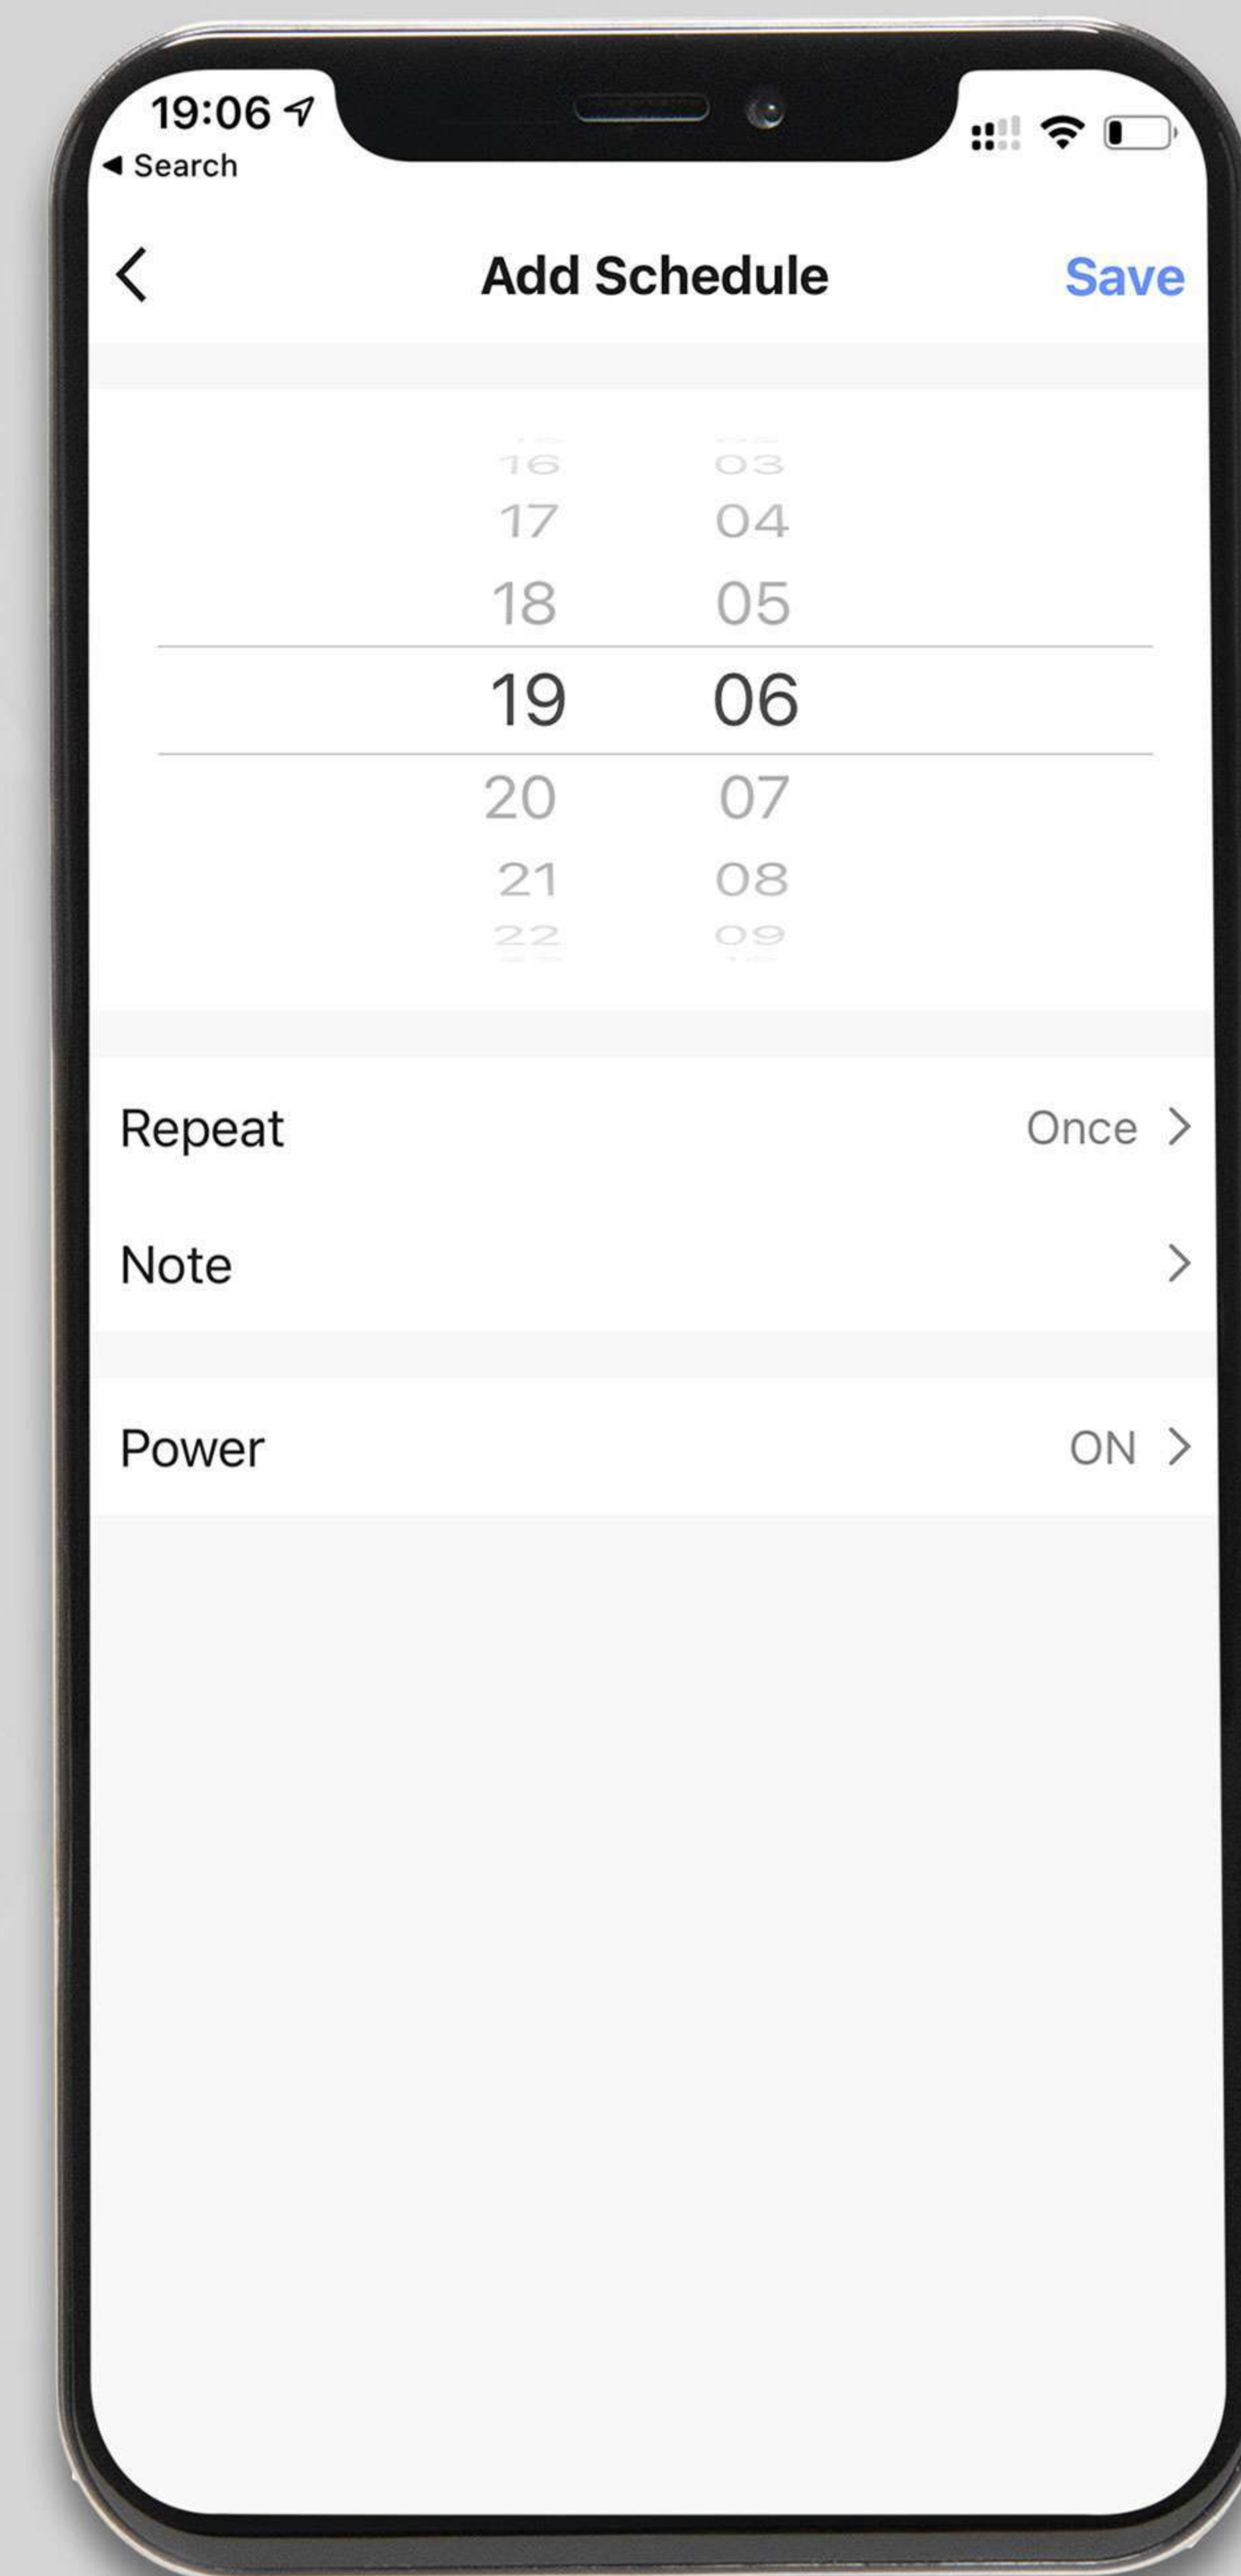 19:06
◀ Search
Add Schedule Save
16 03
17 04
18 05
19 06
20 07
21 08
22 09
Repeat Once
Note
Power ON